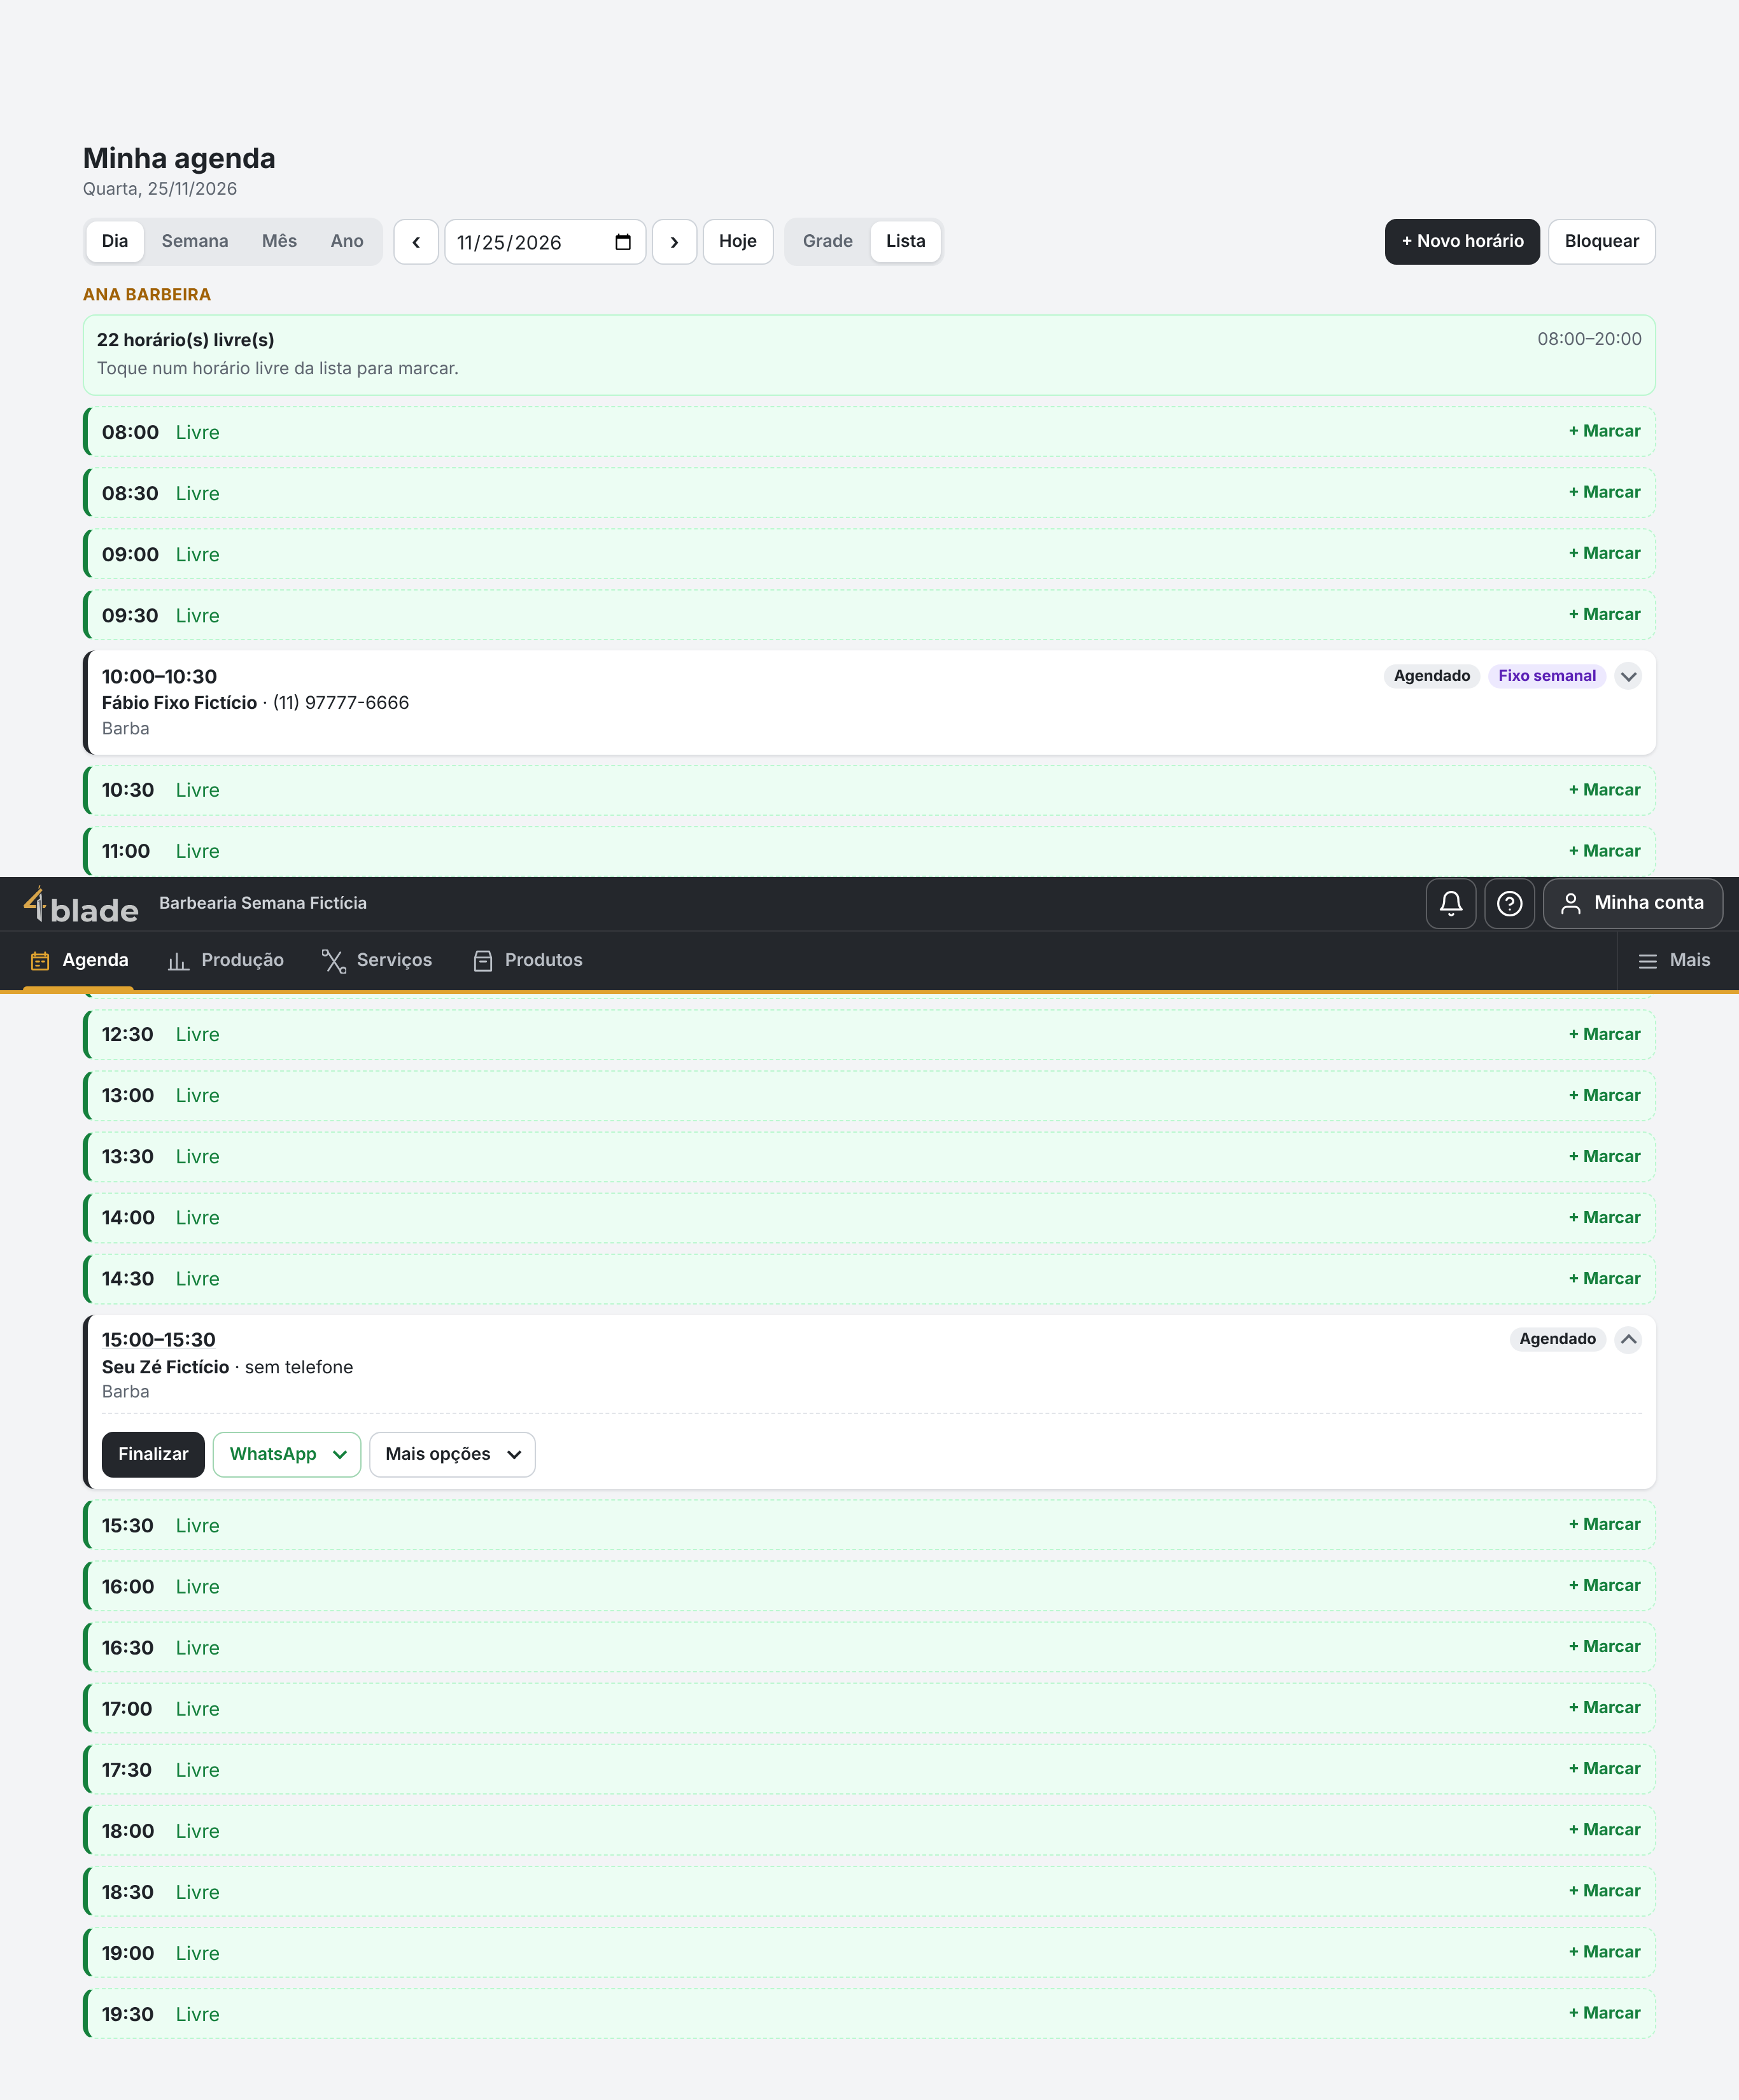 Minha agenda
Quarta, 25/11/2026
Dia Semana Mês Ano ‹ 11/25/2026 › Hoje Grade Lista + Novo horário Bloquear
ANA BARBEIRA
22 horário(s) livre(s) 08:00–20:00
Toque num horário livre da lista para marcar.
08:00 Livre + Marcar
08:30 Livre + Marcar
09:00 Livre + Marcar
09:30 Livre + Marcar
10:00–10:30 Agendado Fixo semanal
Fábio Fixo Fictício · (11) 97777-6666
Barba
10:30 Livre + Marcar
11:00 Livre + Marcar
4blade Barbearia Semana Fictícia Minha conta
Agenda Produção Serviços Produtos Mais
12:30 Livre + Marcar
13:00 Livre + Marcar
13:30 Livre + Marcar
14:00 Livre + Marcar
14:30 Livre + Marcar
15:00–15:30 Agendado
Seu Zé Fictício · sem telefone
Barba
Finalizar WhatsApp Mais opções
15:30 Livre + Marcar
16:00 Livre + Marcar
16:30 Livre + Marcar
17:00 Livre + Marcar
17:30 Livre + Marcar
18:00 Livre + Marcar
18:30 Livre + Marcar
19:00 Livre + Marcar
19:30 Livre + Marcar